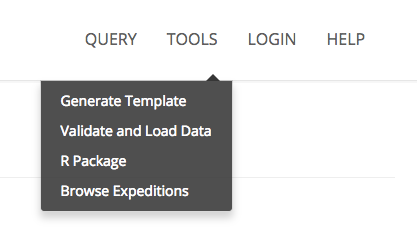 QUERY TOOLS LOGIN HELP
Generate Template
Validate and Load Data
R Package
Browse Expeditions